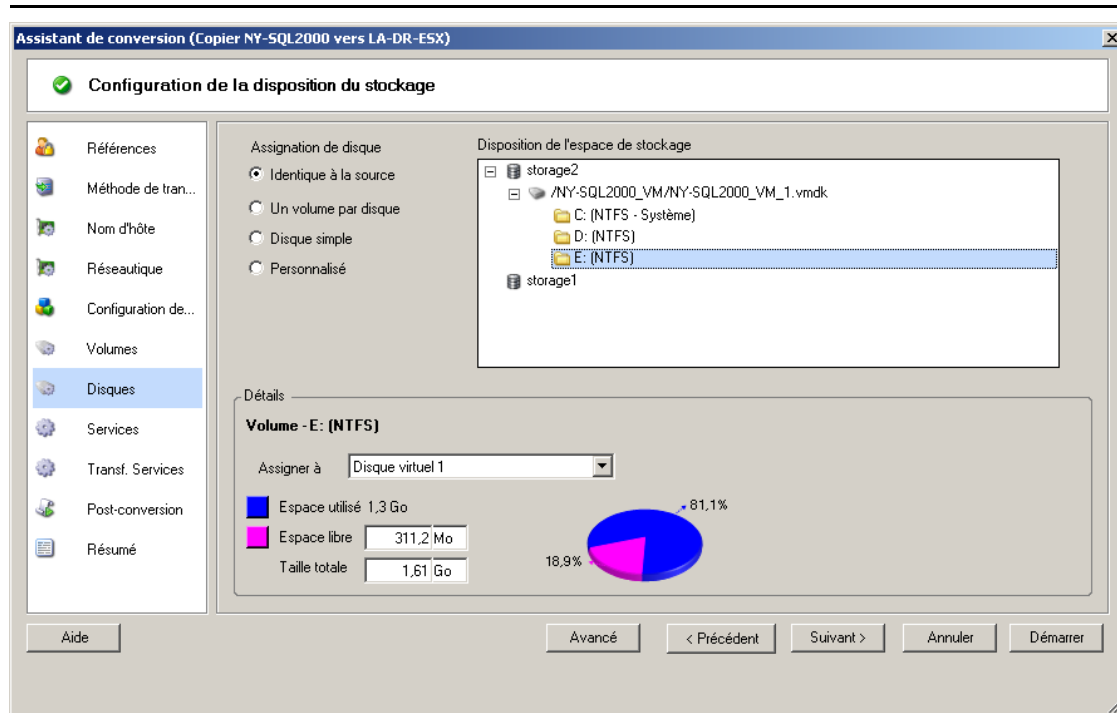 Assistant de conversion (Copier NY-SQL2000 vers LA-DR-ESX)
Configuration de la disposition du stockage
Références
Méthode de tran...
Nom d'hôte
Réseautique
Configuration de...
Volumes
Disques
Services
Transf. Services
Post-conversion
Résumé
Assignation de disque
Identique à la source
Un volume par disque
Disque simple
Personnalisé
Disposition de l'espace de stockage
storage2
/NY-SQL2000_VM/NY-SQL2000_VM_1.vmdk
C: (NTFS - Système)
D: (NTFS)
E: (NTFS)
storage1
Détails
Volume - E: (NTFS)
Assigner à Disque virtuel 1
Espace utilisé 1,3 Go
Espace libre 311,2 Mo
Taille totale 1,61 Go
81,1%
18,9%
Aide
Avancé
< Précédent
Suivant >
Annuler
Démarrer